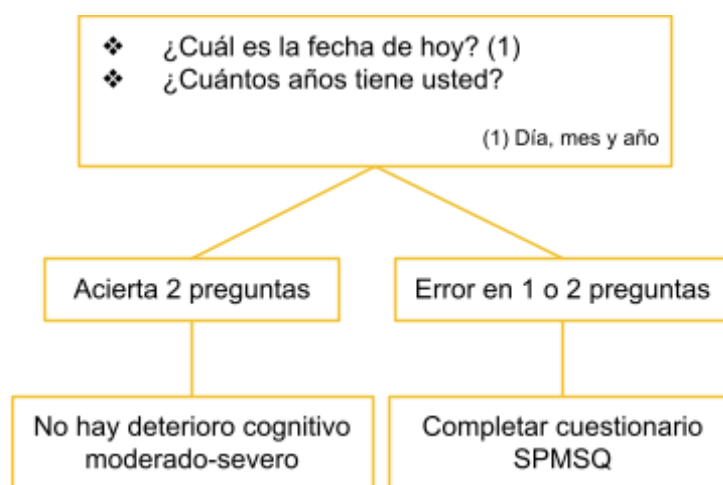 ❖ ¿Cuál es la fecha de hoy? (1)
❖ ¿Cuántos años tiene usted?
(1) Día, mes y año
Acierta 2 preguntas
Error en 1 o 2 preguntas
No hay deterioro cognitivo
moderado-severo
Completar cuestionario
SPMSQ